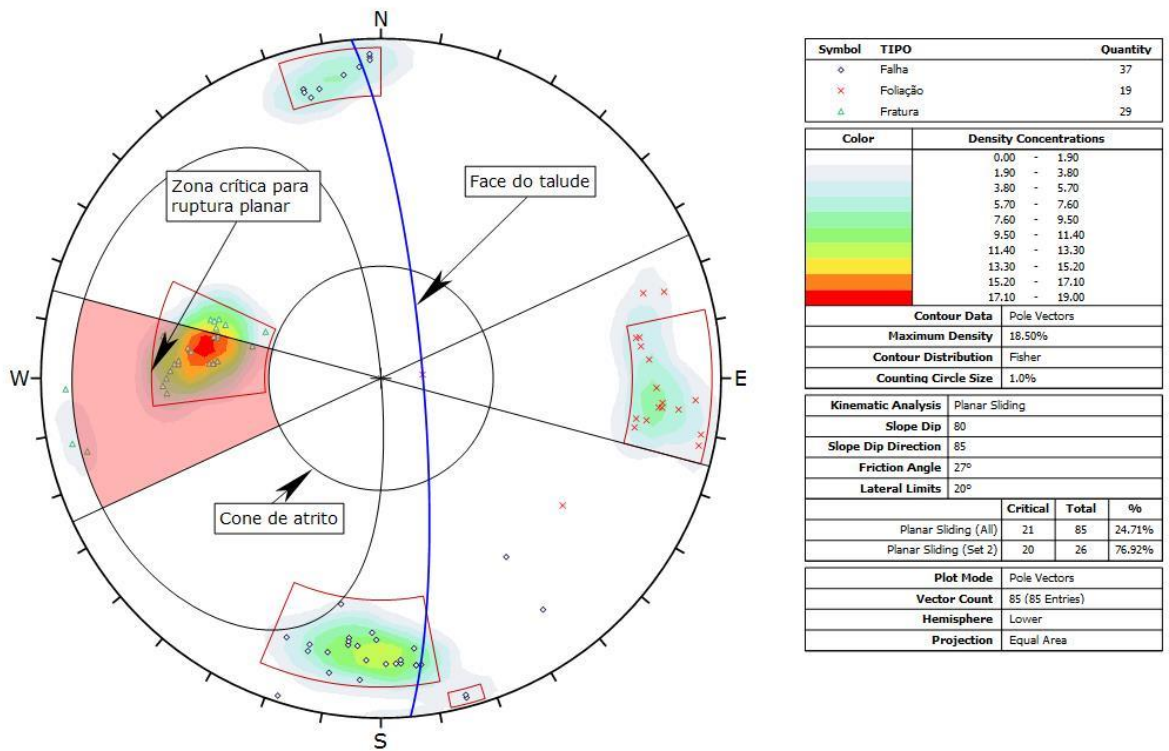 N
Zona crítica para
ruptura planar
Face do talude
W
E
Cone de atrito
S
Symbol TIPO Quantity
Falha 37
Foliação 19
Fratura 29
Color Density Concentrations
0.00 - 1.90
1.90 - 3.80
3.80 - 5.70
5.70 - 7.60
7.60 - 9.50
9.50 - 11.40
11.40 - 13.30
13.30 - 15.20
15.20 - 17.10
17.10 - 19.00
Contour Data Pole Vectors
Maximum Density 18.50%
Contour Distribution Fisher
Counting Circle Size 1.0%
Kinematic Analysis Planar Sliding
Slope Dip 80
Slope Dip Direction 85
Friction Angle 27º
Lateral Limits 20º
Critical Total %
Planar Sliding (All) 21 85 24.71%
Planar Sliding (Set 2) 20 26 76.92%
Plot Mode Pole Vectors
Vector Count 85 (85 Entries)
Hemisphere Lower
Projection Equal Area